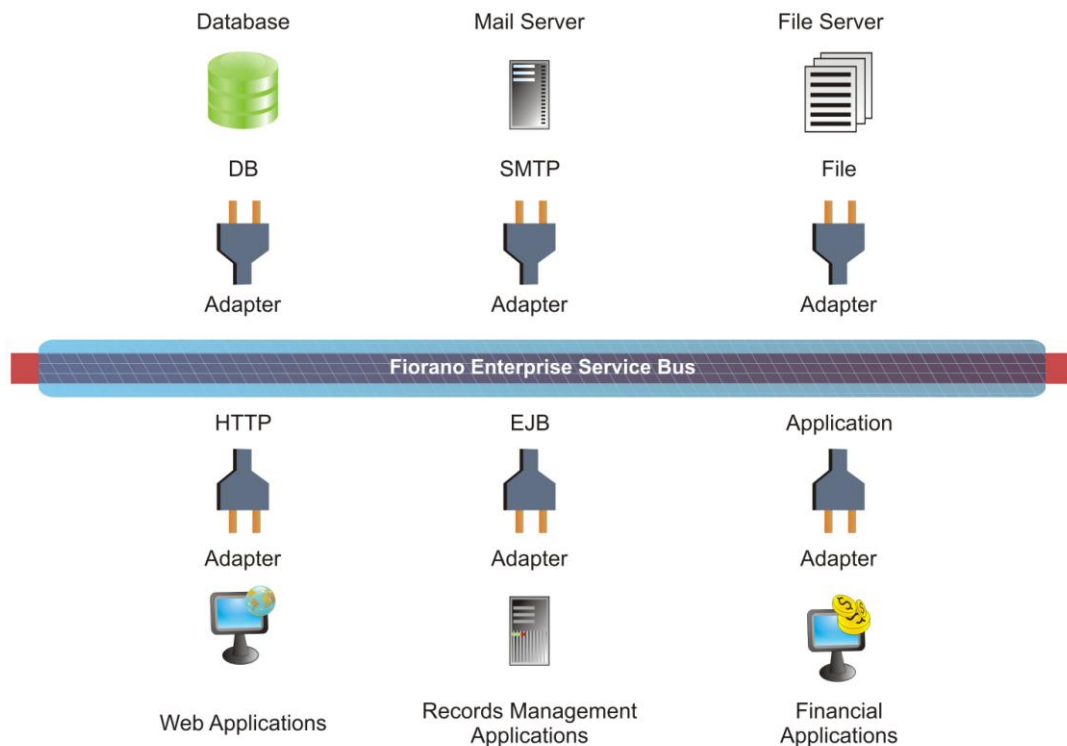 Database
Mail Server
File Server
DB
SMTP
File
Adapter
Adapter
Adapter
Fiorano Enterprise Service Bus
HTTP
EJB
Application
Adapter
Adapter
Adapter
Web Applications
Records Management
Applications
Financial
Applications